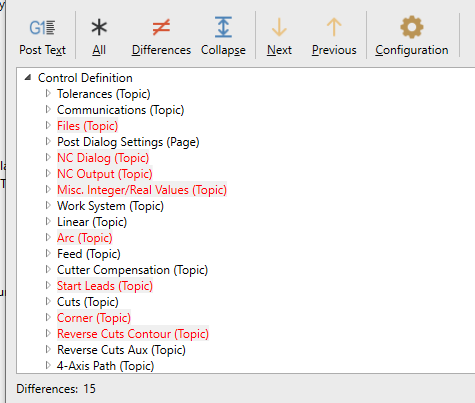 G1
Post Text All Differences Collapse Next Previous Configuration
Control Definition
Tolerances (Topic)
Communications (Topic)
Files (Topic)
Post Dialog Settings (Page)
NC Dialog (Topic)
NC Output (Topic)
Misc. Integer/Real Values (Topic)
Work System (Topic)
Linear (Topic)
Arc (Topic)
Feed (Topic)
Cutter Compensation (Topic)
Start Leads (Topic)
Cuts (Topic)
Corner (Topic)
Reverse Cuts Contour (Topic)
Reverse Cuts Aux (Topic)
4-Axis Path (Topic)
Differences: 15